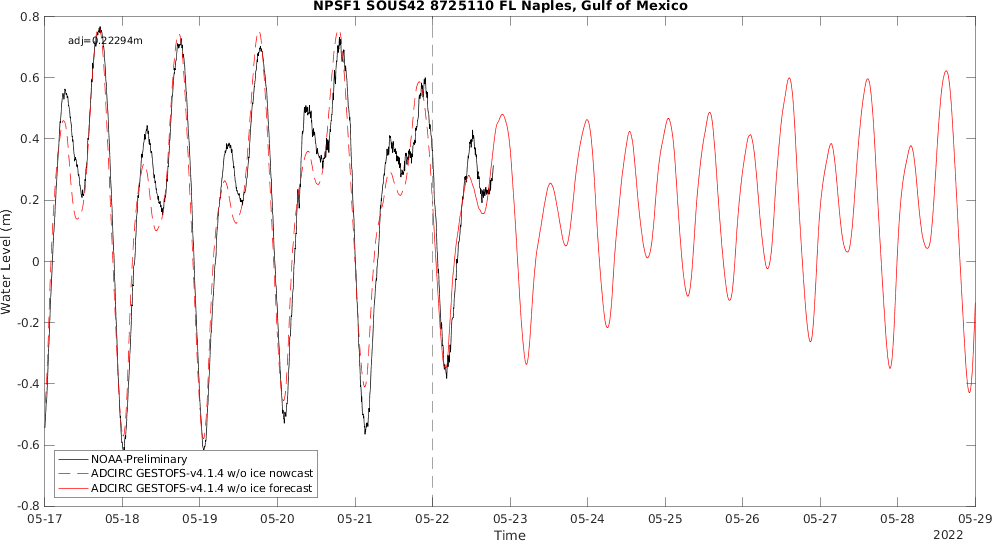 NPSF1 SOUS42 8725110 FL Naples, Gulf of Mexico
adj=0.22294m
0.8
0.6
0.4
0.2
0
-0.2
-0.4
-0.6
-0.8
Water Level (m)
NOAA-Preliminary
ADCIRC GESTOFS-v4.1.4 w/o ice nowcast
ADCIRC GESTOFS-v4.1.4 w/o ice forecast
05-17 05-18 05-19 05-20 05-21 05-22 05-23 05-24 05-25 05-26 05-27 05-28 05-29
Time
2022